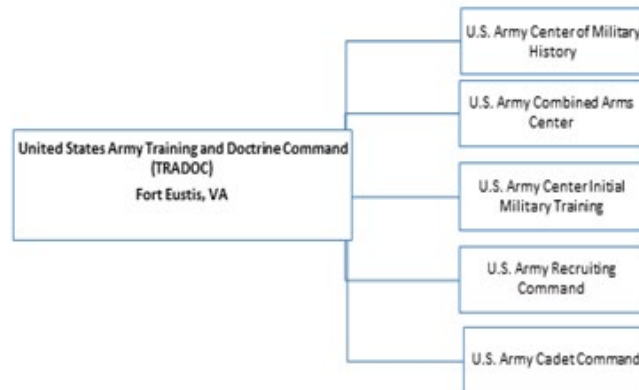 U.S. Army Center of Military
History
U.S. Army Combined Arms
Center
United States Army Training and Doctrine Command
(TRADOC)
Fort Eustis, VA
U.S. Army Center Initial
Military Training
U.S. Army Recruiting
Command
U.S. Army Cadet Command